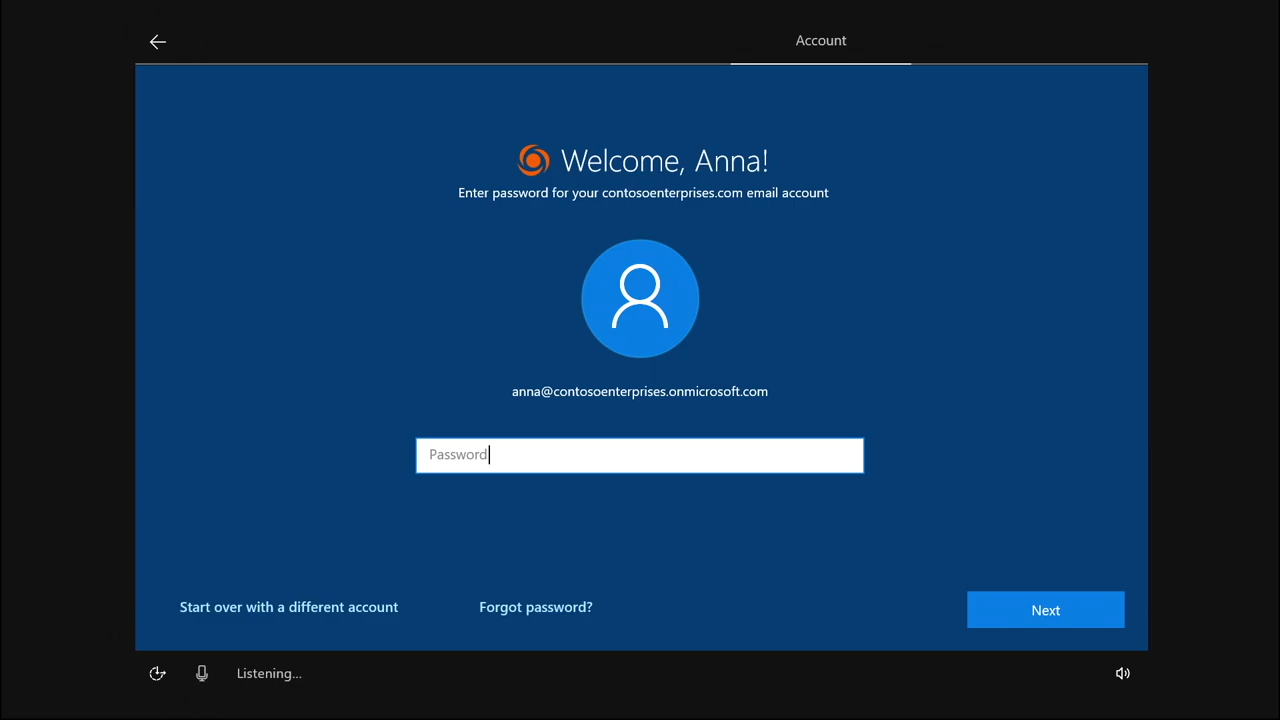 Account
Welcome, Anna!
Enter password for your contosoenterprises.com email account
anna@contosoenterprises.onmicrosoft.com
Password
Start over with a different account
Forgot password?
Next
Listening...